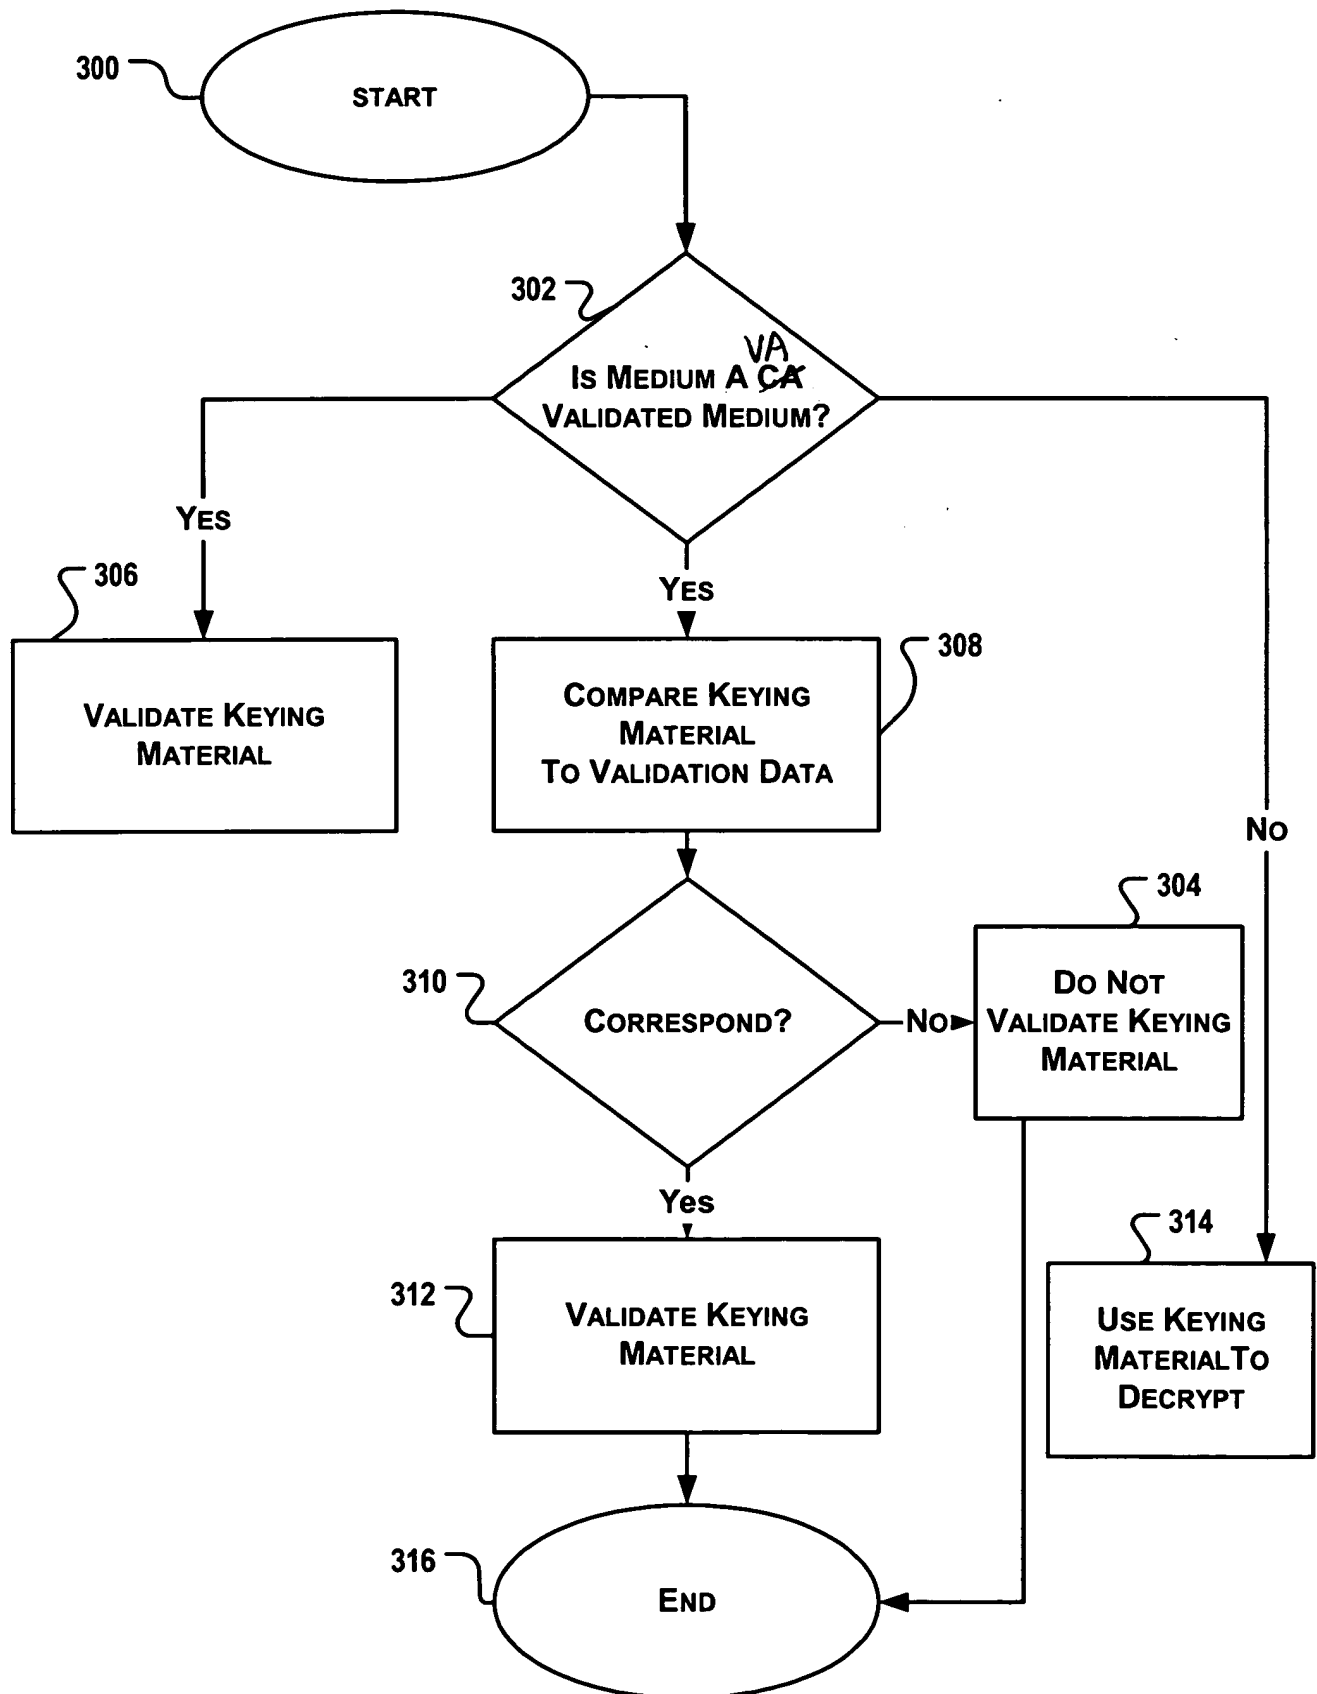 300
START
302
VA
IS MEDIUM A CA
VALIDATED MEDIUM?
YES
YES
306
308
VALIDATE KEYING
MATERIAL
COMPARE KEYING
MATERIAL
TO VALIDATION DATA
NO
304
310
CORRESPOND?
NO
DO NOT
VALIDATE KEYING
MATERIAL
Yes
314
312
VALIDATE KEYING
MATERIAL
USE KEYING
MATERIALTO
DECRYPT
316
END